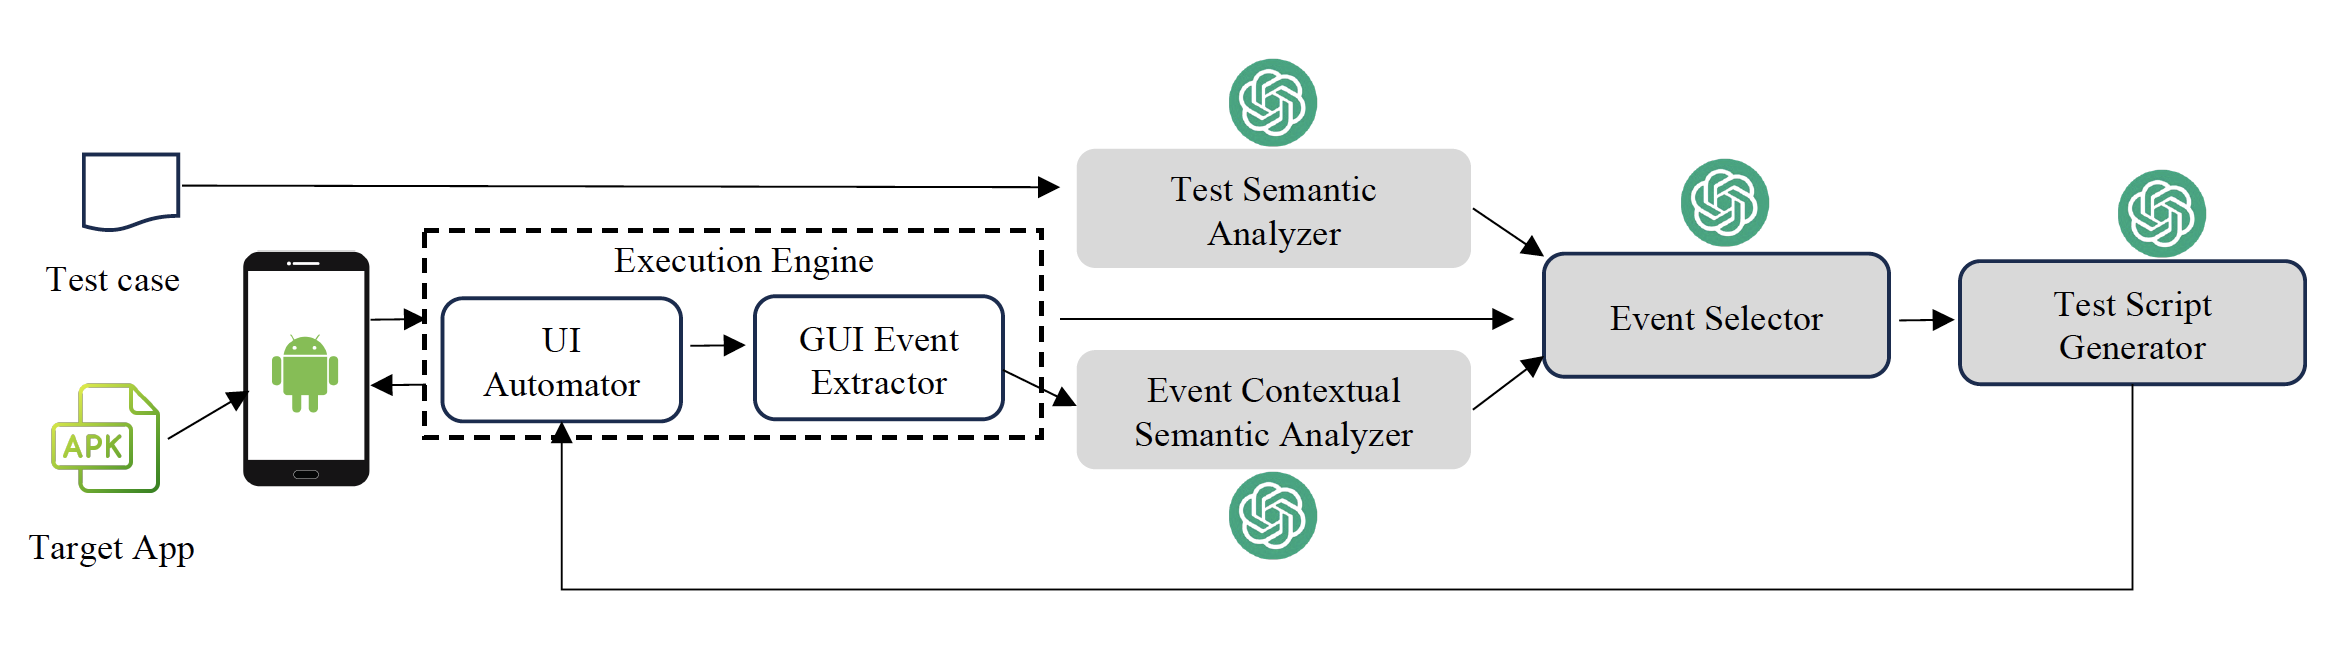 Test Semantic
Analyzer
Test case
Execution Engine
UI
Automator
GUI Event
Extractor
Event Contextual
Semantic Analyzer
Event Selector
Test Script
Generator
APK
Target App